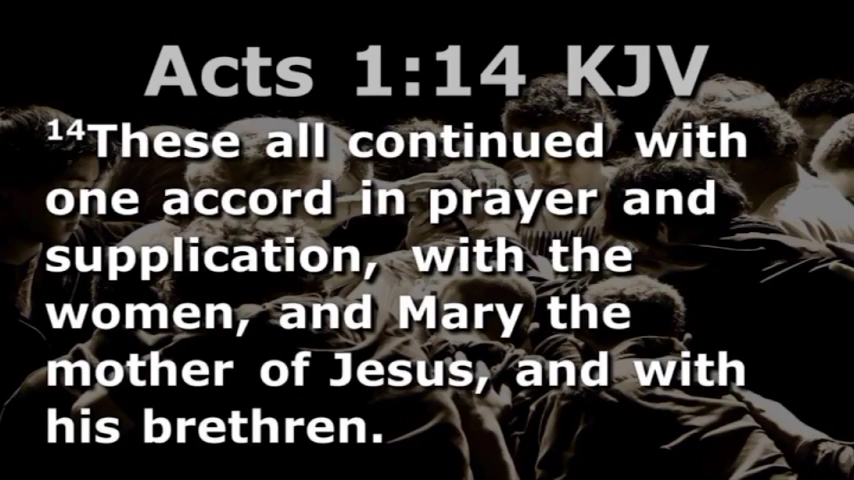 Acts 1:14 KJV
14These all continued with
one accord in prayer and
supplication, with the
women, and Mary the
mother of Jesus, and with
his brethren.